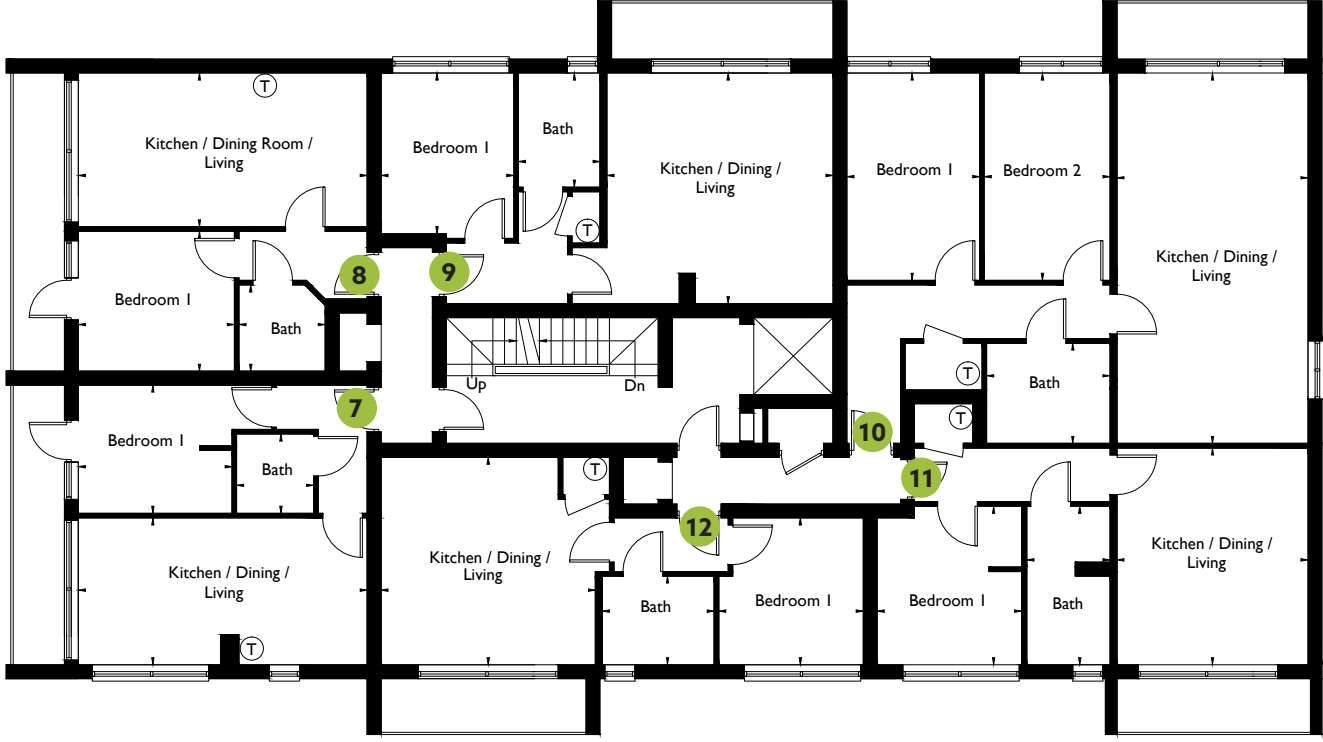 T
Kitchen / Dining Room /
Living
Bedroom 1
Bath
Kitchen / Dining /
Living
T
Bedroom 1
Bedroom 2
Kitchen / Dining /
Living
8
9
Bedroom 1
Bath
Up
Dn
T
Bath
7
Bedroom 1
Bath
10
T
11
Kitchen / Dining /
Living
T
12
Kitchen / Dining /
Living
Bath
Bedroom 1
Bedroom 1
Bath
Kitchen / Dining /
Living
T